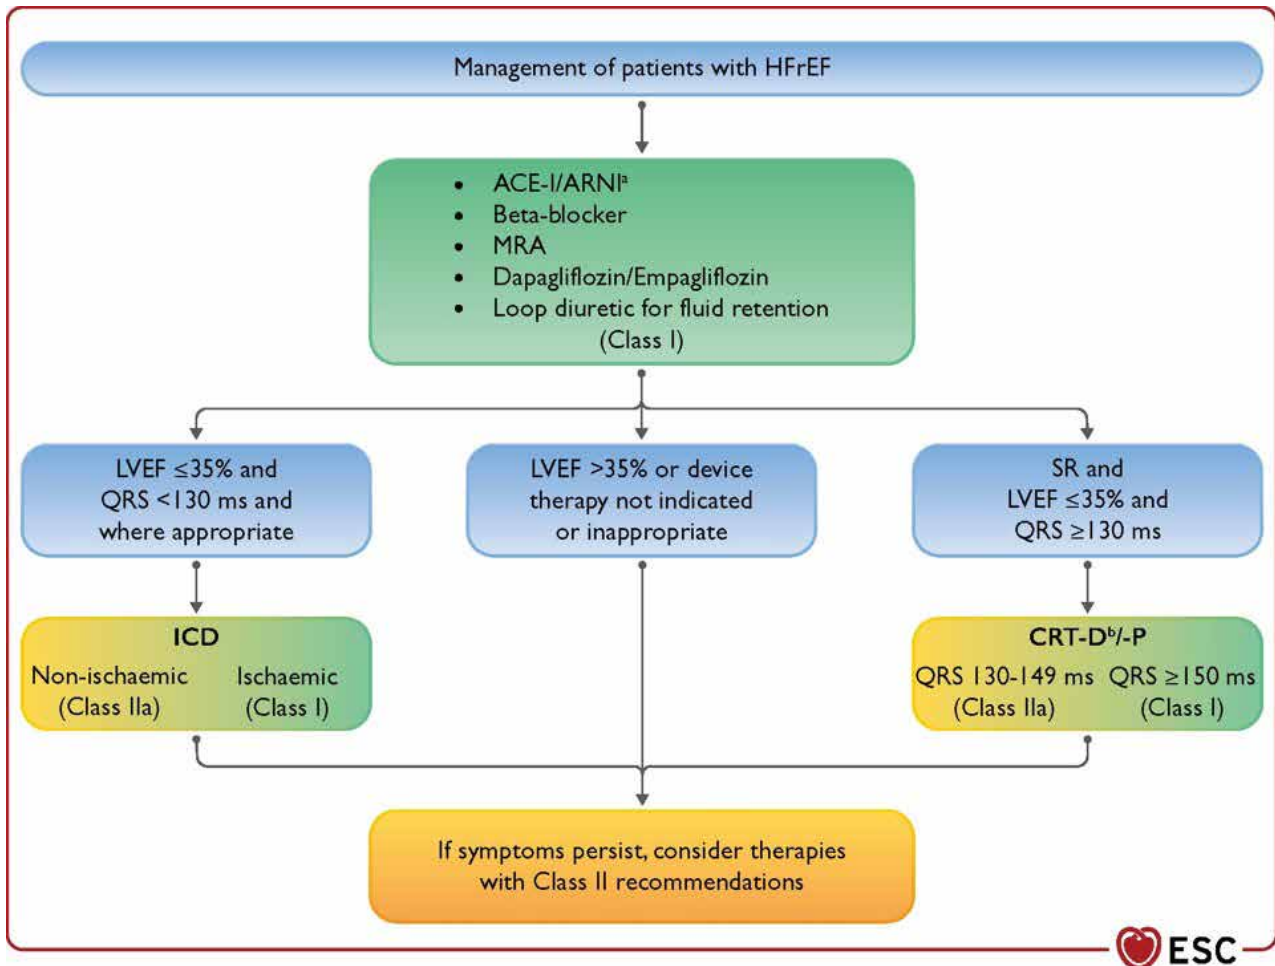 Management of patients with HFrEF
• ACE-I/ARNIᵃ
• Beta-blocker
• MRA
• Dapagliflozin/Empagliflozin
• Loop diuretic for fluid retention
(Class I)
LVEF ≤35% and
QRS <130 ms and
where appropriate
LVEF >35% or device
therapy not indicated
or inappropriate
SR and
LVEF ≤35% and
QRS ≥130 ms
ICD
Non-ischaemic
(Class IIa)
Ischaemic
(Class I)
CRT-Dᵇ/-P
QRS 130-149 ms
(Class IIa)
QRS ≥150 ms
(Class I)
If symptoms persist, consider therapies
with Class II recommendations
ESC